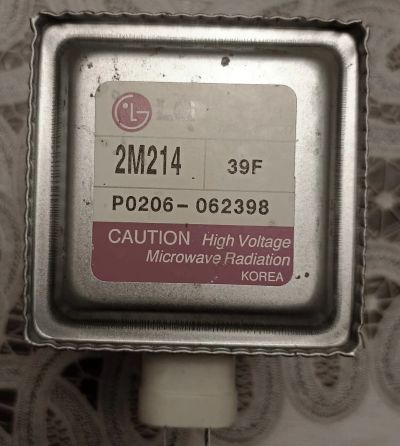 LG
2M214 39F
P0206-062398
CAUTION High Voltage
Microwave Radiation
KOREA